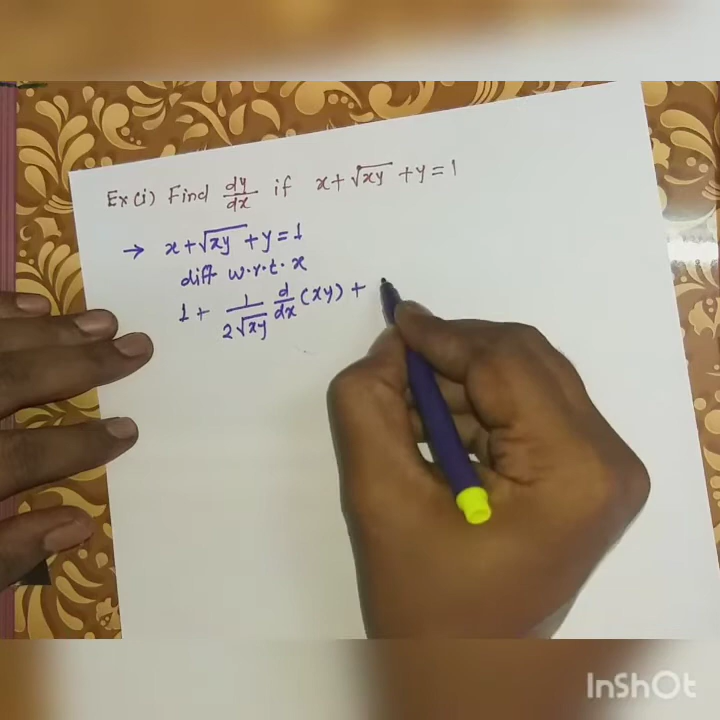 Ex(i) Find dy/dx if x+√xy+y=1
→ x+√xy+y=1
diff w.r.t. x
1+ 1/2√xy d/dx (xy)+
InShOt